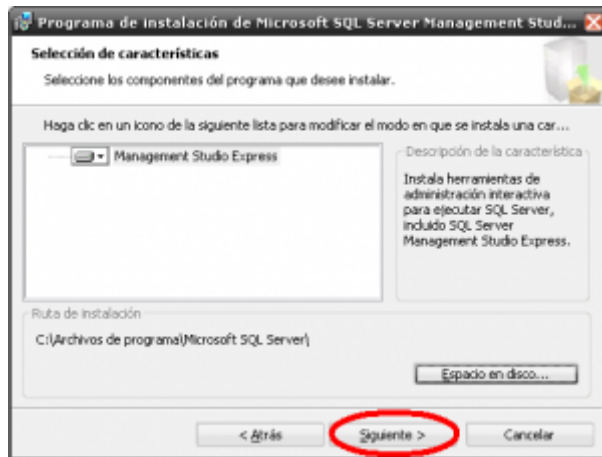 Programa de instalación de Microsoft SQL Server Management Stud...
Selección de características
Seleccione los componentes del programa que desee instalar.
Haga clic en un icono de la siguiente lista para modificar el modo en que se instala una car...
Management Studio Express
Descripción de la característica
Instala herramientas de
administración interactiva
para ejecutar SQL Server,
incluido SQL Server
Management Studio Express.
Ruta de instalación
C:\Archivos de programa\Microsoft SQL Server\
Espacio en disco...
< Atrás
Siguiente >
Cancelar